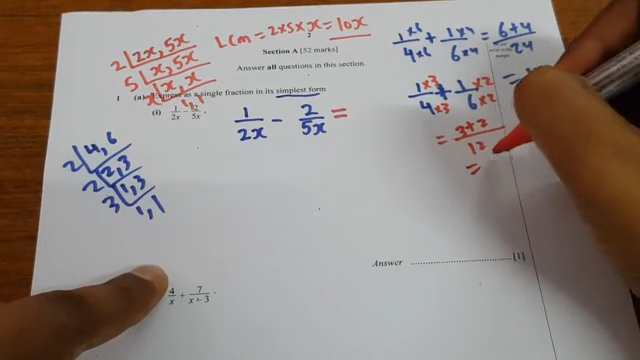 2
Section A [52 marks]
Answer all questions in this section.
1 (a) Express as a single fraction in its simplest form
(i) 1/2x − 2/5x,
1/2x − 2/5x =
LCM = 2×5×x = 10x
2 | 2x, 5x
5 | x, 5x
x | x, x
1, 1
1×6/4×6 + 1×4/6×4 = 6+4/24
1×3/4×3 + 1×2/6×2
= 3+2/12
=
2 | 4, 6
2 | 2, 3
3 | 1, 3
1, 1
Answer ........................................ [1]
4/x + 7/x − 3.